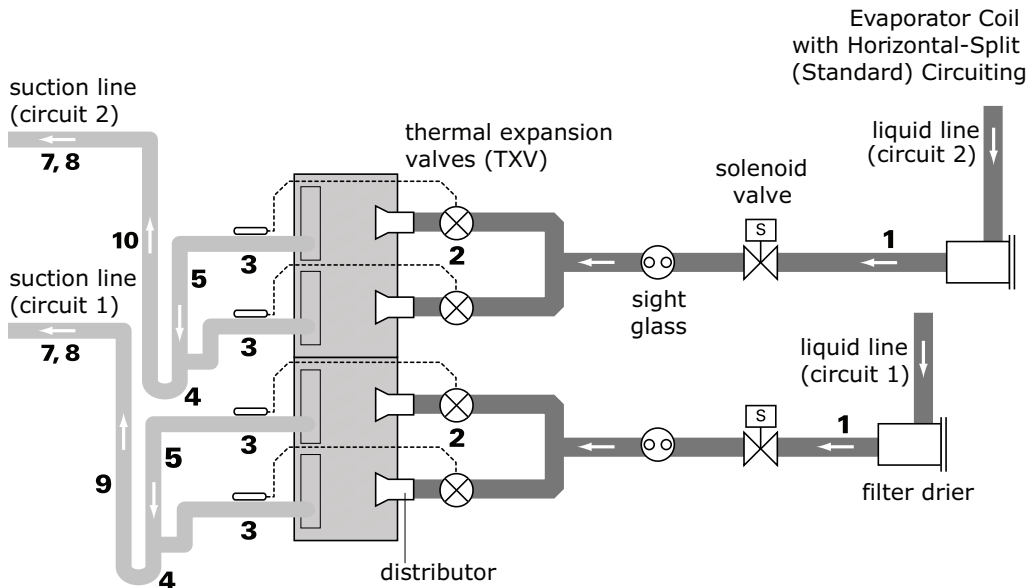 Evaporator Coil
with Horizontal-Split
(Standard) Circuiting
suction line
(circuit 2)
7, 8
thermal expansion
valves (TXV)
liquid line
(circuit 2)
solenoid
valve
S
10
5
3
2
1
suction line
(circuit 1)
7, 8
sight
glass
3
4
liquid line
(circuit 1)
S
1
5
3
2
9
3
4
filter drier
distributor